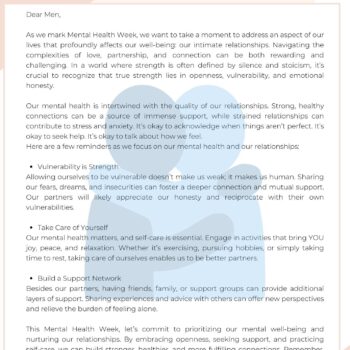 Dear Men,
As we mark Mental Health Week, we want to take a moment to address an aspect of our
lives that profoundly affects our well-being: our intimate relationships. Navigating the
complexities of love, partnership, and connection can be both rewarding and
challenging. In a world where strength is often defined by silence and stoicism, it's
crucial to recognize that true strength lies in openness, vulnerability, and emotional
honesty.
Our mental health is intertwined with the quality of our relationships. Strong, healthy
connections can be a source of immense support, while strained relationships can
contribute to stress and anxiety. It's okay to acknowledge when things aren't perfect. It's
okay to seek help. It's okay to talk about how we feel.
Here are a few reminders as we focus on our mental health and our relationships:
• Vulnerability is Strength
Allowing ourselves to be vulnerable doesn't make us weak; it makes us human. Sharing
our fears, dreams, and insecurities can foster a deeper connection and mutual support.
Our partners will likely appreciate our honesty and reciprocate with their own
vulnerabilities.
• Take Care of Yourself
Our mental health matters, and self-care is essential. Engage in activities that bring YOU
joy, peace, and relaxation. Whether it's exercising, pursuing hobbies, or simply taking
time to rest, taking care of ourselves enables us to be better partners.
• Build a Support Network
Besides our partners, having friends, family, or support groups can provide additional
layers of support. Sharing experiences and advice with others can offer new perspectives
and relieve the burden of feeling alone.
This Mental Health Week, let's commit to prioritizing our mental well-being and
nurturing our relationships. By embracing openness, seeking support, and practicing